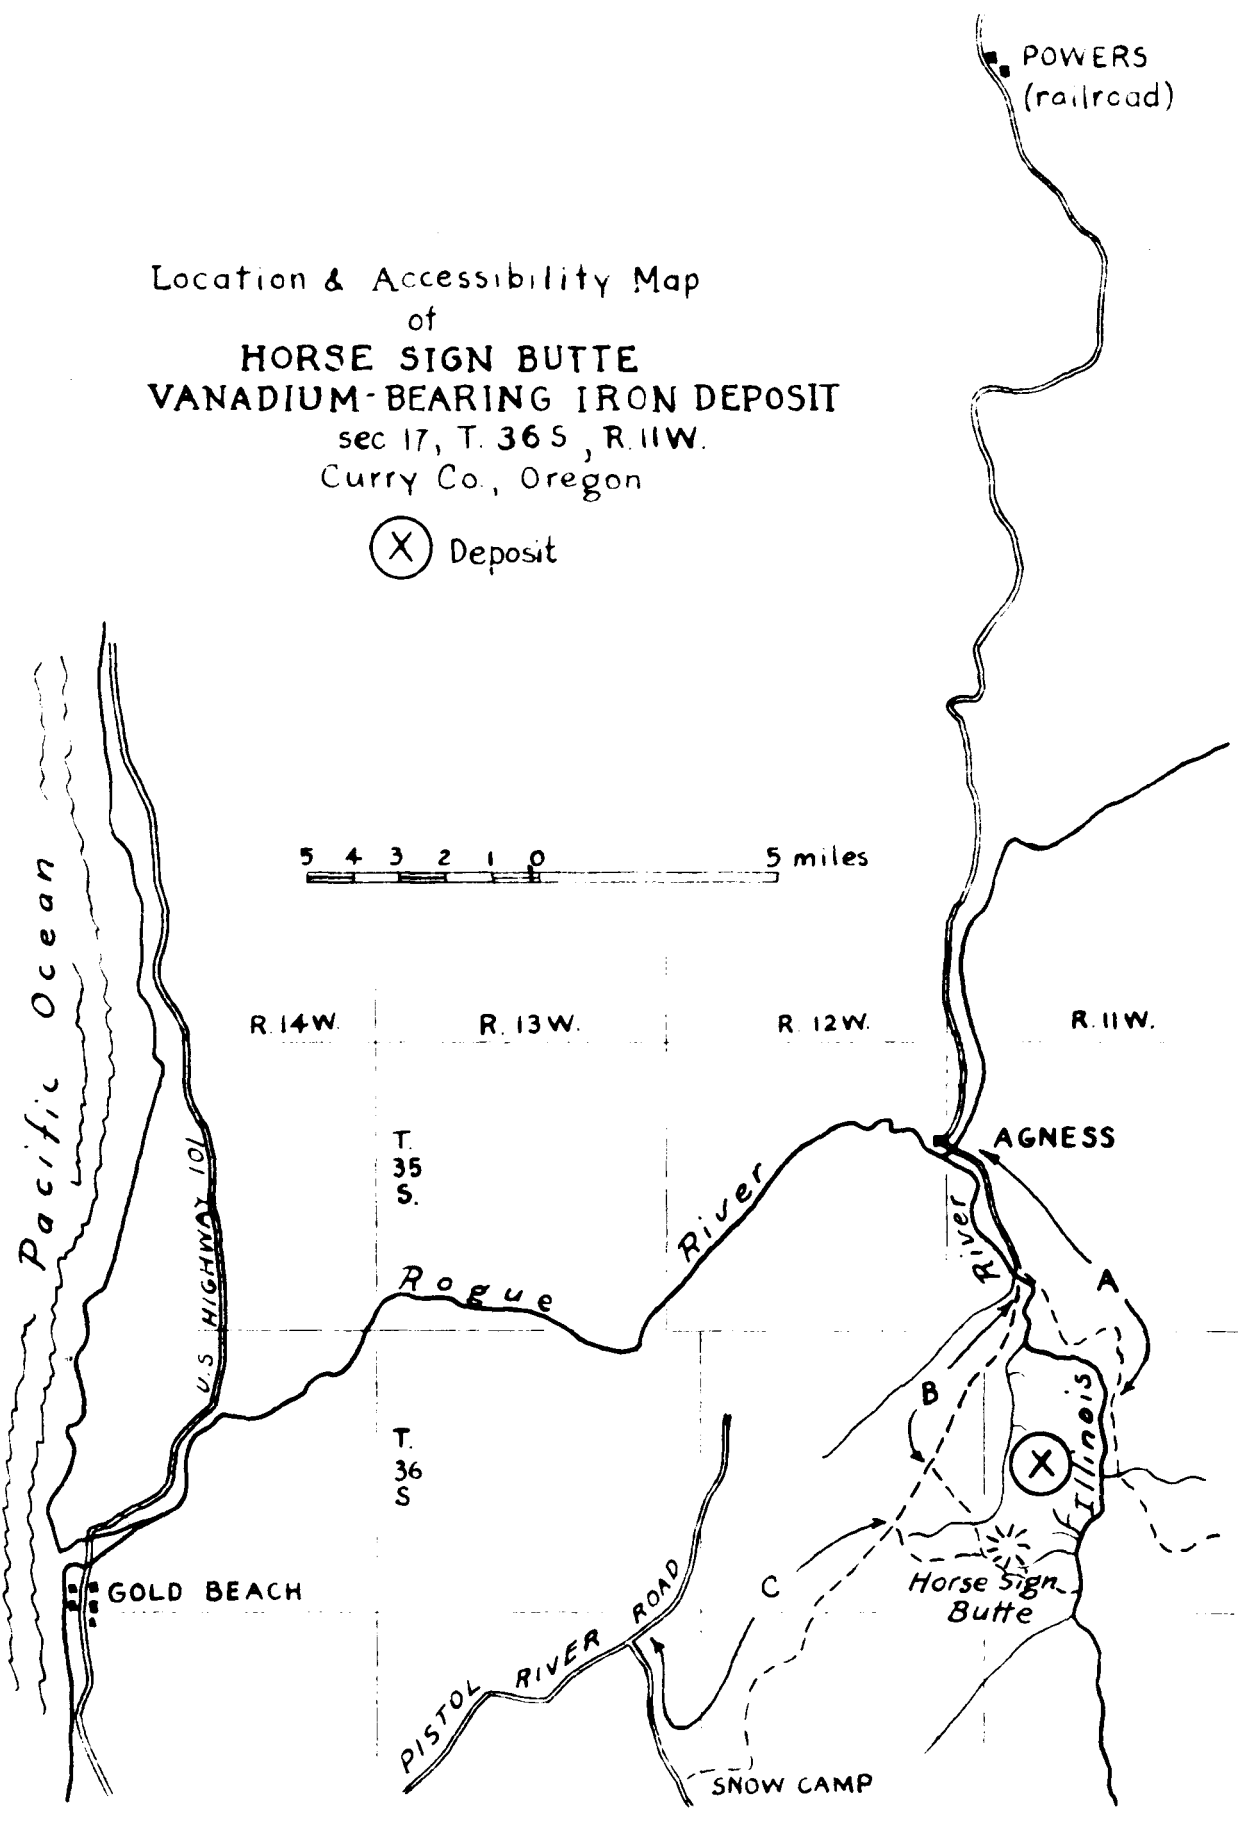 POWERS
(railroad)
Location & Accessibility Map
of
HORSE SIGN BUTTE
VANADIUM-BEARING IRON DEPOSIT
sec 17, T. 36 S, R. 11 W.
Curry Co., Oregon
X Deposit
5 4 3 2 1 0 5 miles
Pacific Ocean
R. 14 W. R. 13 W. R. 12 W. R. 11 W.
T.
35
S.
AGNESS
U.S HIGHWAY 101
Rogue River
River
A
B
Illinois
X
T.
36
S
C
Horse Sign
Butte
GOLD BEACH
PISTOL RIVER ROAD
SNOW CAMP